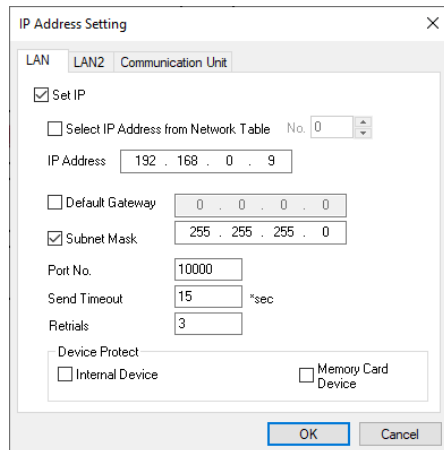 IP Address Setting
LAN LAN2 Communication Unit
Set IP
Select IP Address from Network Table No. 0
IP Address 192 . 168 . 0 . 9
Default Gateway 0 . 0 . 0 . 0
Subnet Mask 255 . 255 . 255 . 0
Port No. 10000
Send Timeout 15 *sec
Retrials 3
Device Protect
Internal Device Memory Card
Device
OK Cancel